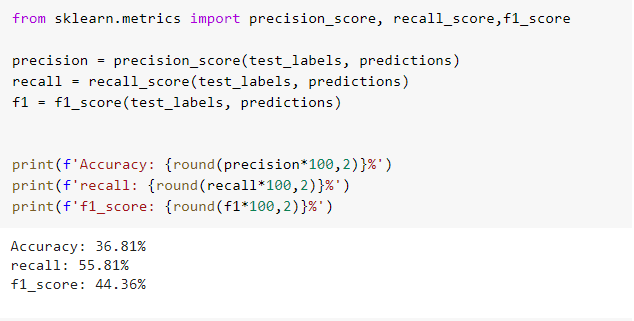 from sklearn.metrics import precision_score, recall_score,f1_score
precision = precision_score(test_labels, predictions)
recall = recall_score(test_labels, predictions)
f1 = f1_score(test_labels, predictions)
print(f'Accuracy: {round(precision*100,2)}%')
print(f'recall: {round(recall*100,2)}%')
print(f'f1_score: {round(f1*100,2)}%')
Accuracy: 36.81%
recall: 55.81%
f1_score: 44.36%